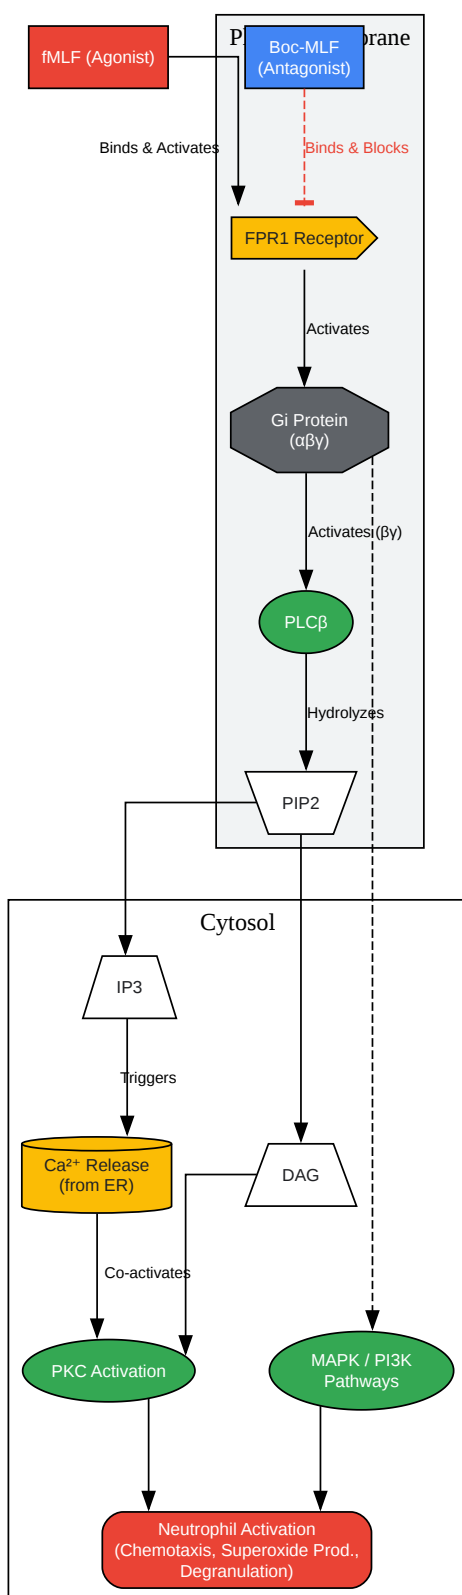 fMLF (Agonist)
Boc-MLF
(Antagonist)
Binds & Activates
Binds & Blocks
FPR1 Receptor
Activates
Gi Protein
(αβγ)
Activates (βγ)
PLCβ
Hydrolyzes
PIP2
Cytosol
IP3
Triggers
Ca²⁺ Release
(from ER)
DAG
Co-activates
PKC Activation
MAPK / PI3K
Pathways
Neutrophil Activation
(Chemotaxis, Superoxide Prod.,
Degranulation)